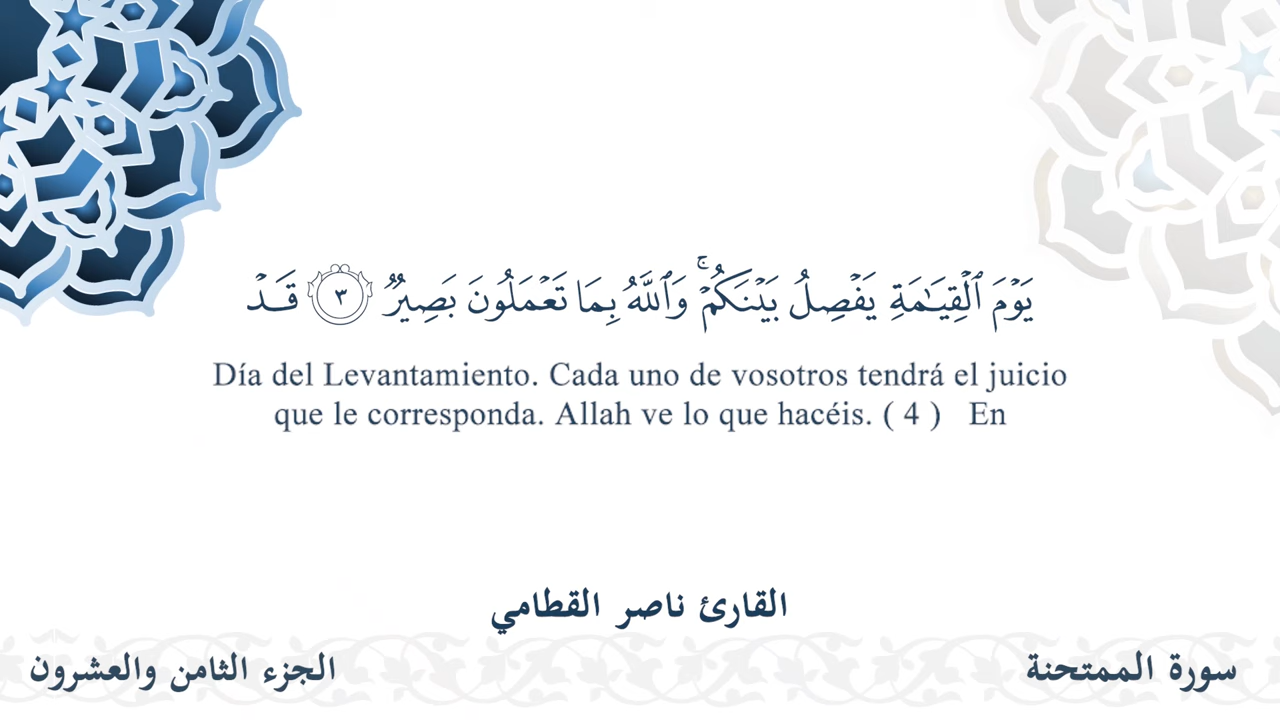 يَوْمَ ٱلْقِيَـٰمَةِ يَفْصِلُ بَيْنَكُمْ ۚ وَٱللَّهُ بِمَا تَعْمَلُونَ بَصِيرٌ ٣ قَدْ
Día del Levantamiento. Cada uno de vosotros tendrá el juicio
que le corresponda. Allah ve lo que hacéis. ( 4 ) En
القارئ ناصر القطامي
سورة الممتحنة
الجزء الثامن والعشرون